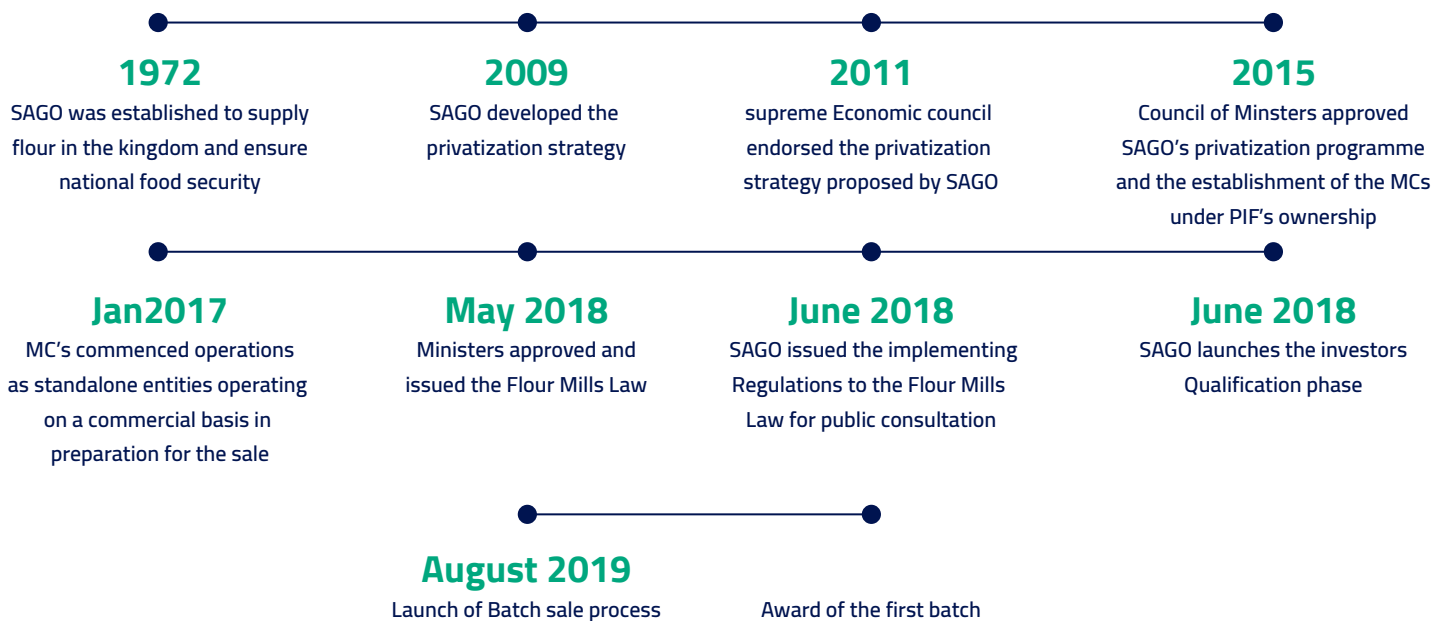 1972
SAGO was established to supply
flour in the kingdom and ensure
national food security
2009
SAGO developed the
privatization strategy
2011
supreme Economic council
endorsed the privatization
strategy proposed by SAGO
2015
Council of Minsters approved
SAGO’s privatization programme
and the establishment of the MCs
under PIF’s ownership
Jan2017
MC’s commenced operations
as standalone entities operating
on a commercial basis in
preparation for the sale
May 2018
Ministers approved and
issued the Flour Mills Law
June 2018
SAGO issued the implementing
Regulations to the Flour Mills
Law for public consultation
June 2018
SAGO launches the investors
Qualification phase
August 2019
Launch of Batch sale process
Award of the first batch